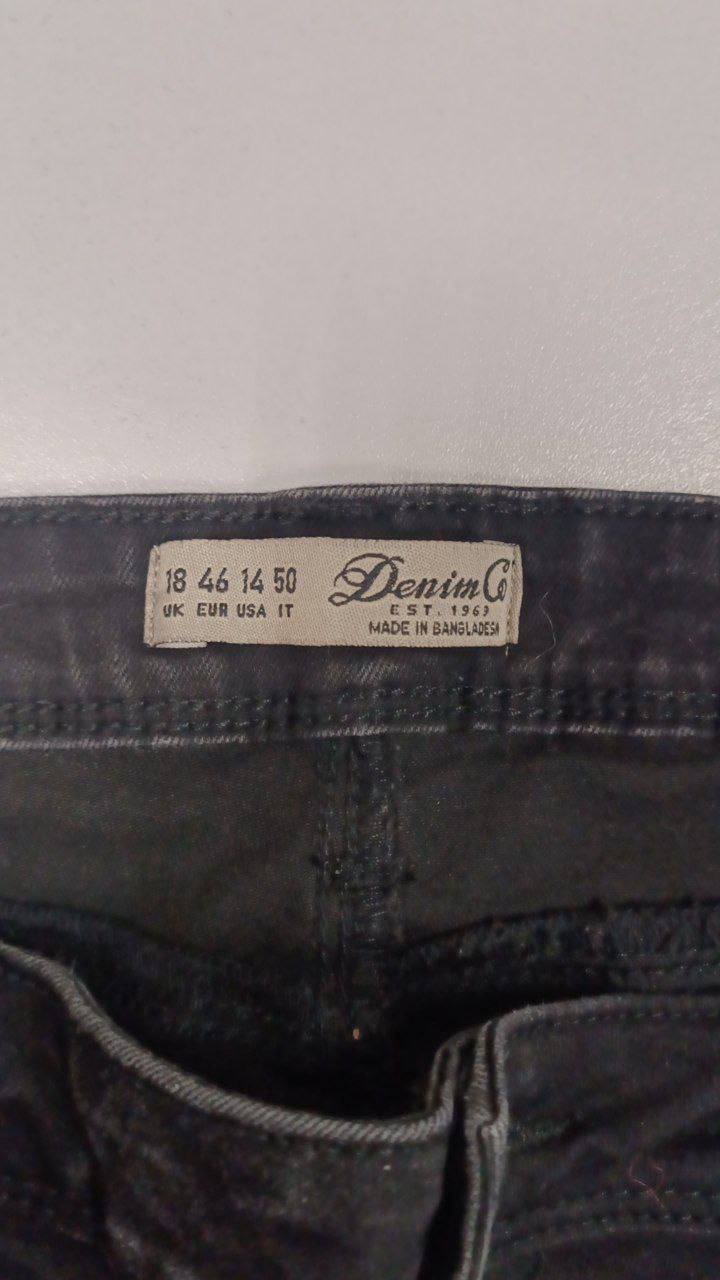 18 46 14 50
UK EUR USA IT
Denim Co
EST. 1969
MADE IN BANGLADESH